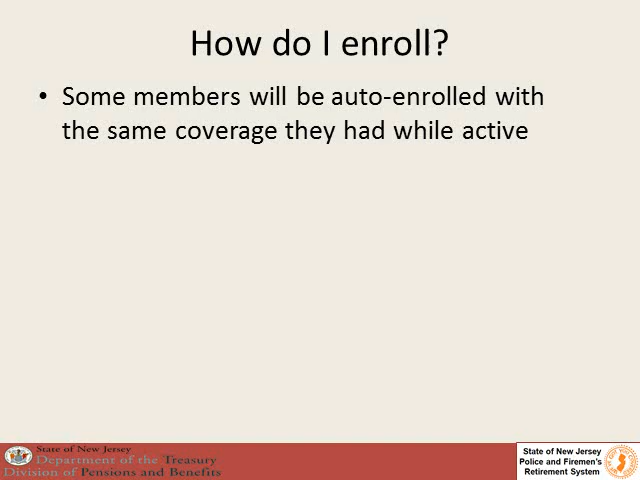 How do I enroll?
• Some members will be auto-enrolled with
the same coverage they had while active
State of New Jersey
Department of the Treasury
Division of Pensions and Benefits
State of New Jersey
Police and Firemen's
Retirement System